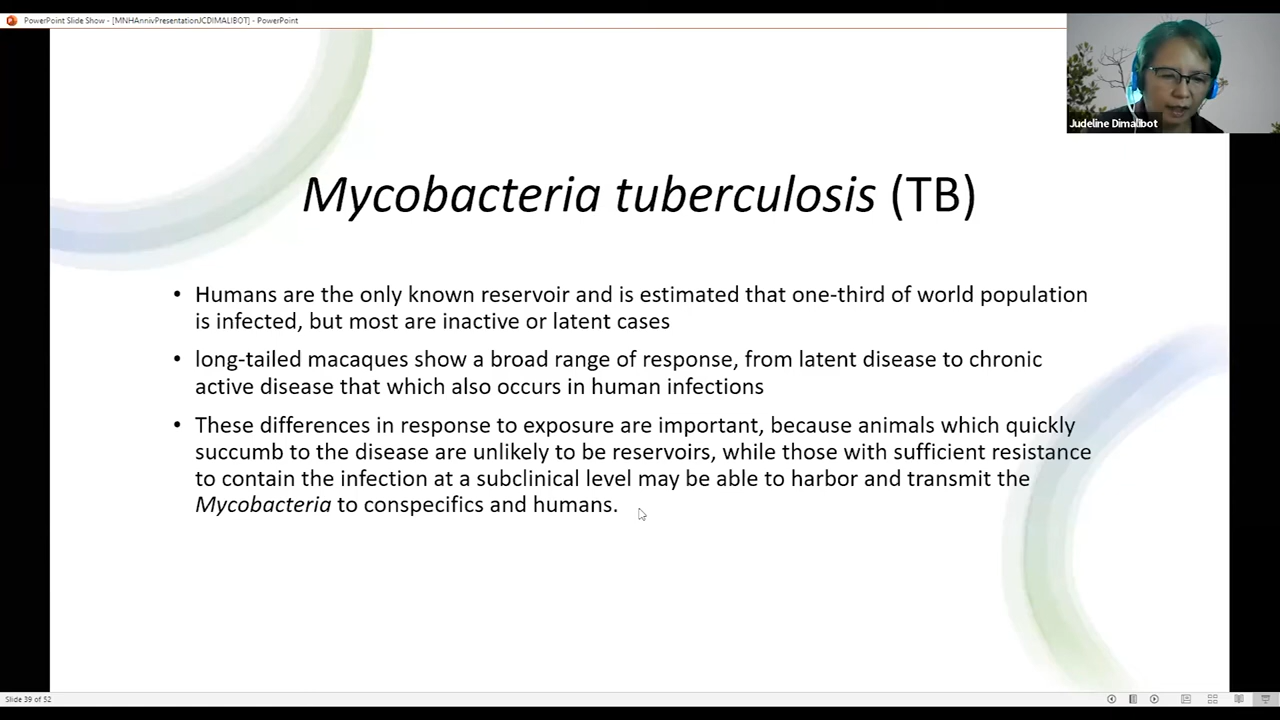 PowerPoint Slide Show - [MNHAnnivPresentationJCDIMALIBOT] - PowerPoint
Judeline Dimalibot
Mycobacteria tuberculosis (TB)
• Humans are the only known reservoir and is estimated that one-third of world population
is infected, but most are inactive or latent cases
• long-tailed macaques show a broad range of response, from latent disease to chronic
active disease that which also occurs in human infections
• These differences in response to exposure are important, because animals which quickly
succumb to the disease are unlikely to be reservoirs, while those with sufficient resistance
to contain the infection at a subclinical level may be able to harbor and transmit the
Mycobacteria to conspecifics and humans.
Slide 39 of 52